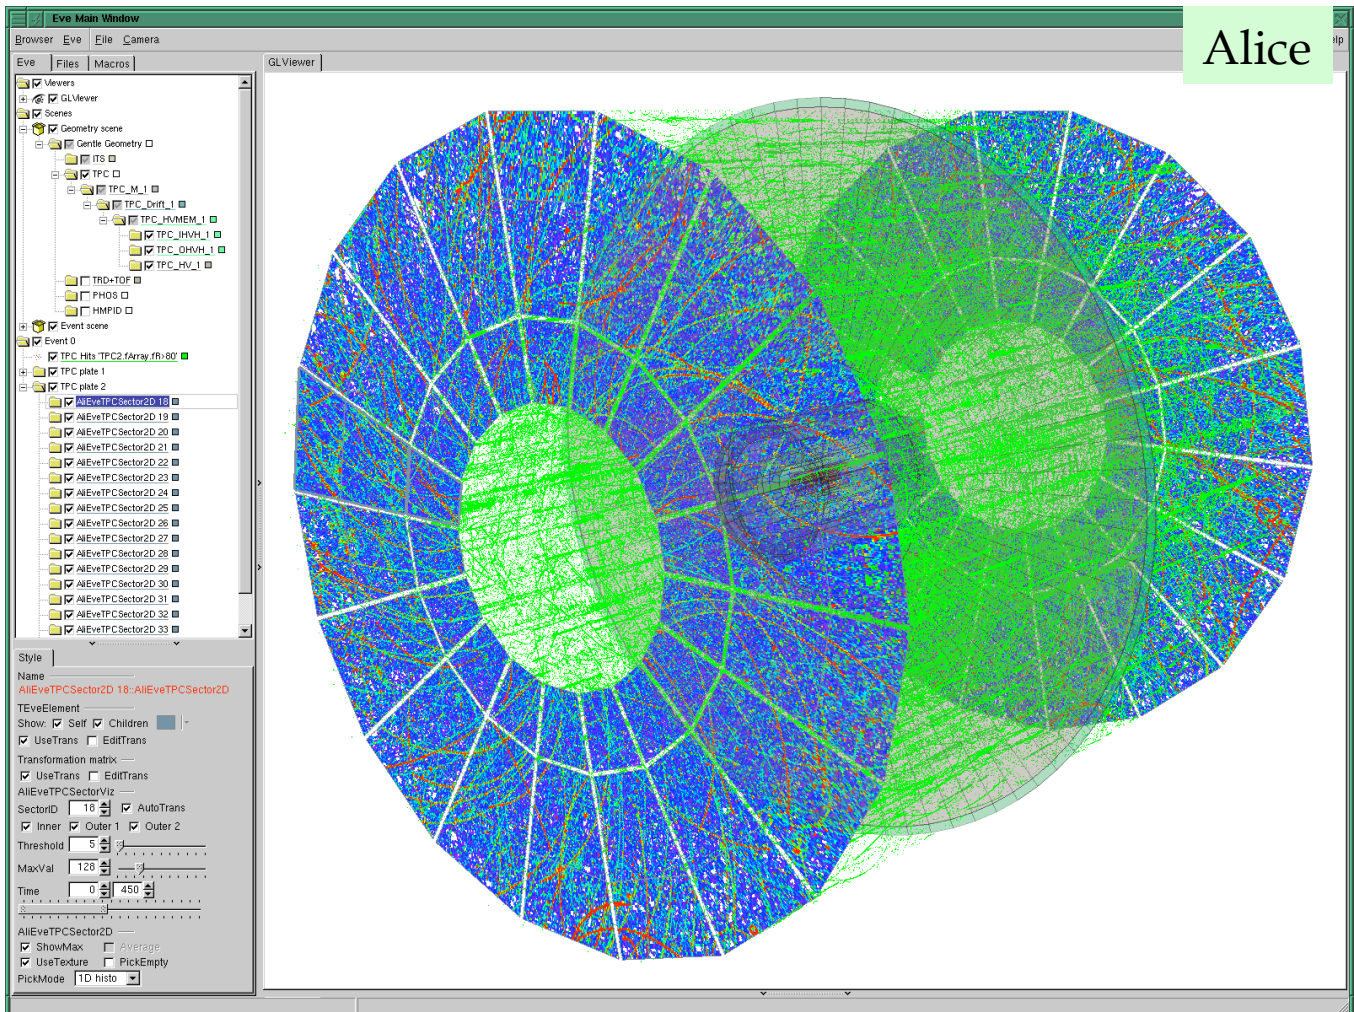 Eve Main Window
Alice
Browser Eve File Camera
elp
Eve Files Macros
GLViewer
Viewers
GLViewer
Scenes
Geometry scene
Gentle Geometry
ITS
TPC
TPC_M_1
TPC_Drift_1
TPC_HVMEM_1
TPC_IHVH_1
TPC_OHVH_1
TPC_HV_1
TRD+TOF
PHOS
HMPID
Event scene
Event 0
TPC Hits 'TPC2.fArray.fR>80'
TPC plate 1
TPC plate 2
AliEveTPCSector2D 18
AliEveTPCSector2D 19
AliEveTPCSector2D 20
AliEveTPCSector2D 21
AliEveTPCSector2D 22
AliEveTPCSector2D 23
AliEveTPCSector2D 24
AliEveTPCSector2D 25
AliEveTPCSector2D 26
AliEveTPCSector2D 27
AliEveTPCSector2D 28
AliEveTPCSector2D 29
AliEveTPCSector2D 30
AliEveTPCSector2D 31
AliEveTPCSector2D 32
AliEveTPCSector2D 33
Style
Name
AliEveTPCSector2D 18::AliEveTPCSector2D
TEveElement
Show: Self Children
UseTrans EditTrans
Transformation matrix
UseTrans EditTrans
AliEveTPCSectorViz
SectorID 18 AutoTrans
Inner Outer 1 Outer 2
Threshold 5
MaxVal 128
Time 0 450
AliEveTPCSector2D
ShowMax Average
UseTexture PickEmpty
PickMode 1D histo